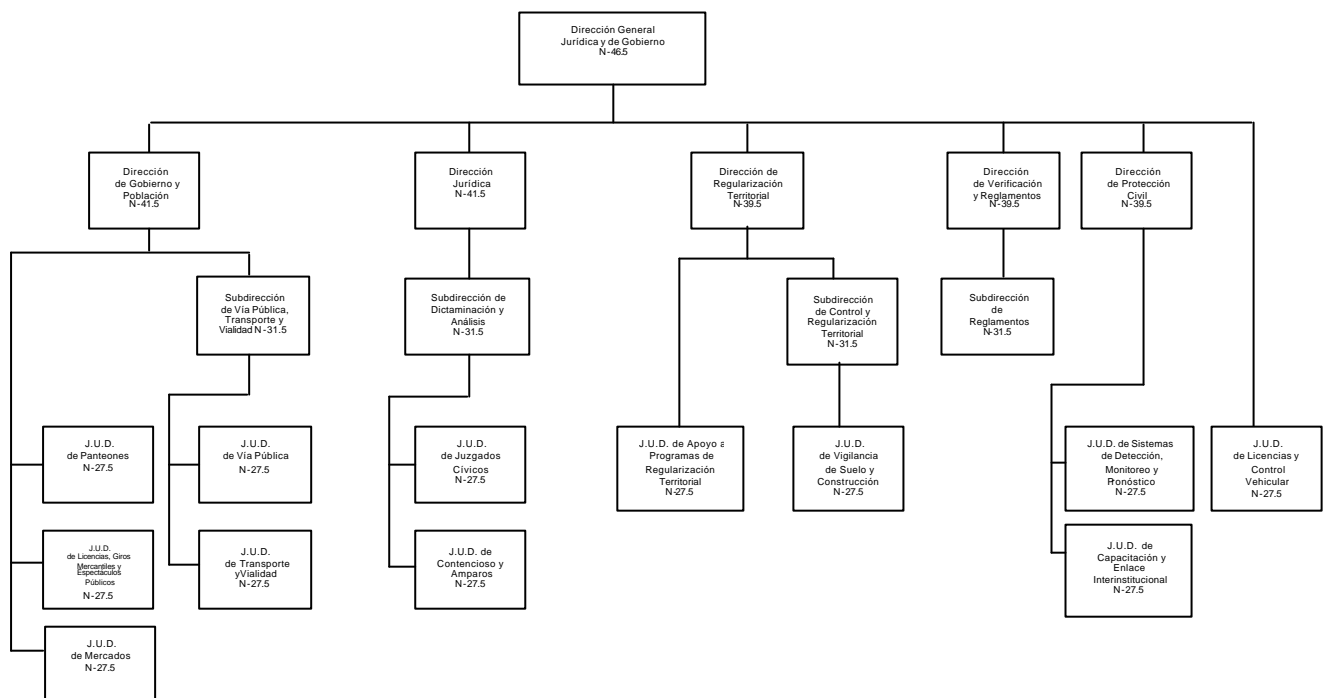 Dirección General
Jurídica y de Gobierno
N-46.5
Dirección
de Gobierno y
Población
N-41.5
Dirección
Jurídica
N-41.5
Dirección de
Regularización
Territorial
N-39.5
Dirección
de Verificación
y Reglamentos
N-39.5
Dirección
de Protección
Civil
N-39.5
Subdirección
de Vía Pública,
Transporte y
Vialidad N-31.5
Subdirección de
Dictaminación y
Análisis
N-31.5
Subdirección
de Control y
Regularización
Territorial
N-31.5
Subdirección
de
Reglamentos
N-31.5
J.U.D.
de Panteones
N-27.5
J.U.D.
de Vía Pública
N-27.5
J.U.D.
de Juzgados
Cívicos
N-27.5
J.U.D. de Apoyo a
Programas de
Regularización
Territorial
N-27.5
J.U.D.
de Vigilancia
de Suelo y
Construcción
N-27.5
J.U.D. de Sistemas
de Detección,
Monitoreo y
Pronóstico
N-27.5
J.U.D.
de Licencias y
Control
Vehicular
N-27.5
J.U.D.
de Licencias, Giros
Mercantiles y
Espectáculos
Públicos
N-27.5
J.U.D.
de Transporte
yVialidad
N-27.5
J.U.D. de
Contencioso y
Amparos
N-27.5
J.U.D. de
Capacitación y
Enlace
Interinstitucional
N-27.5
J.U.D.
de Mercados
N-27.5